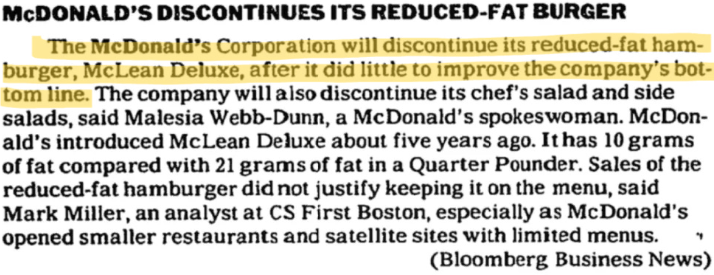 McDONALD'S DISCONTINUES ITS REDUCED-FAT BURGER
The McDonald's Corporation will discontinue its reduced-fat ham-
burger, McLean Deluxe, after it did little to improve the company's bot-
tom line. The company will also discontinue its chef's salad and side
salads, said Malesia Webb-Dunn, a McDonald's spokeswoman. McDon-
ald's introduced McLean Deluxe about five years ago. It has 10 grams
of fat compared with 21 grams of fat in a Quarter Pounder. Sales of the
reduced-fat hamburger did not justify keeping it on the menu, said
Mark Miller, an analyst at CS First Boston, especially as McDonald's
opened smaller restaurants and satellite sites with limited menus.
(Bloomberg Business News)